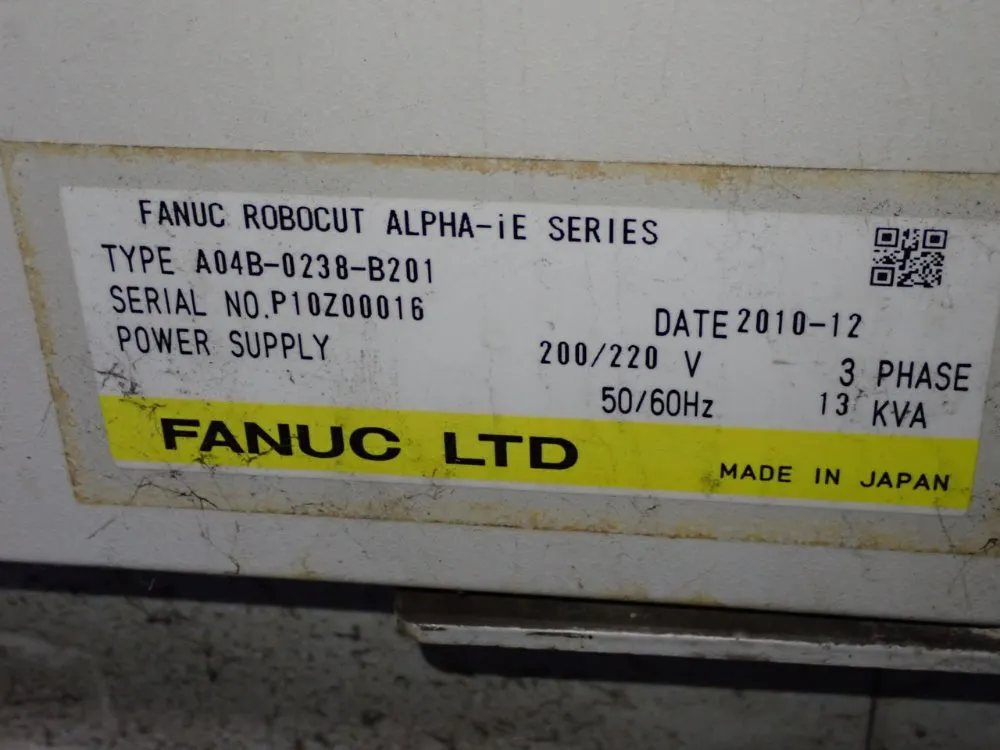 FANUC ROBOCUT ALPHA-iE SERIES
TYPE A04B-0238-B201
SERIAL NO.P10Z00016
DATE 2010-12
POWER SUPPLY 200/220 V 3 PHASE
50/60Hz 13 KVA
FANUC LTD
MADE IN JAPAN